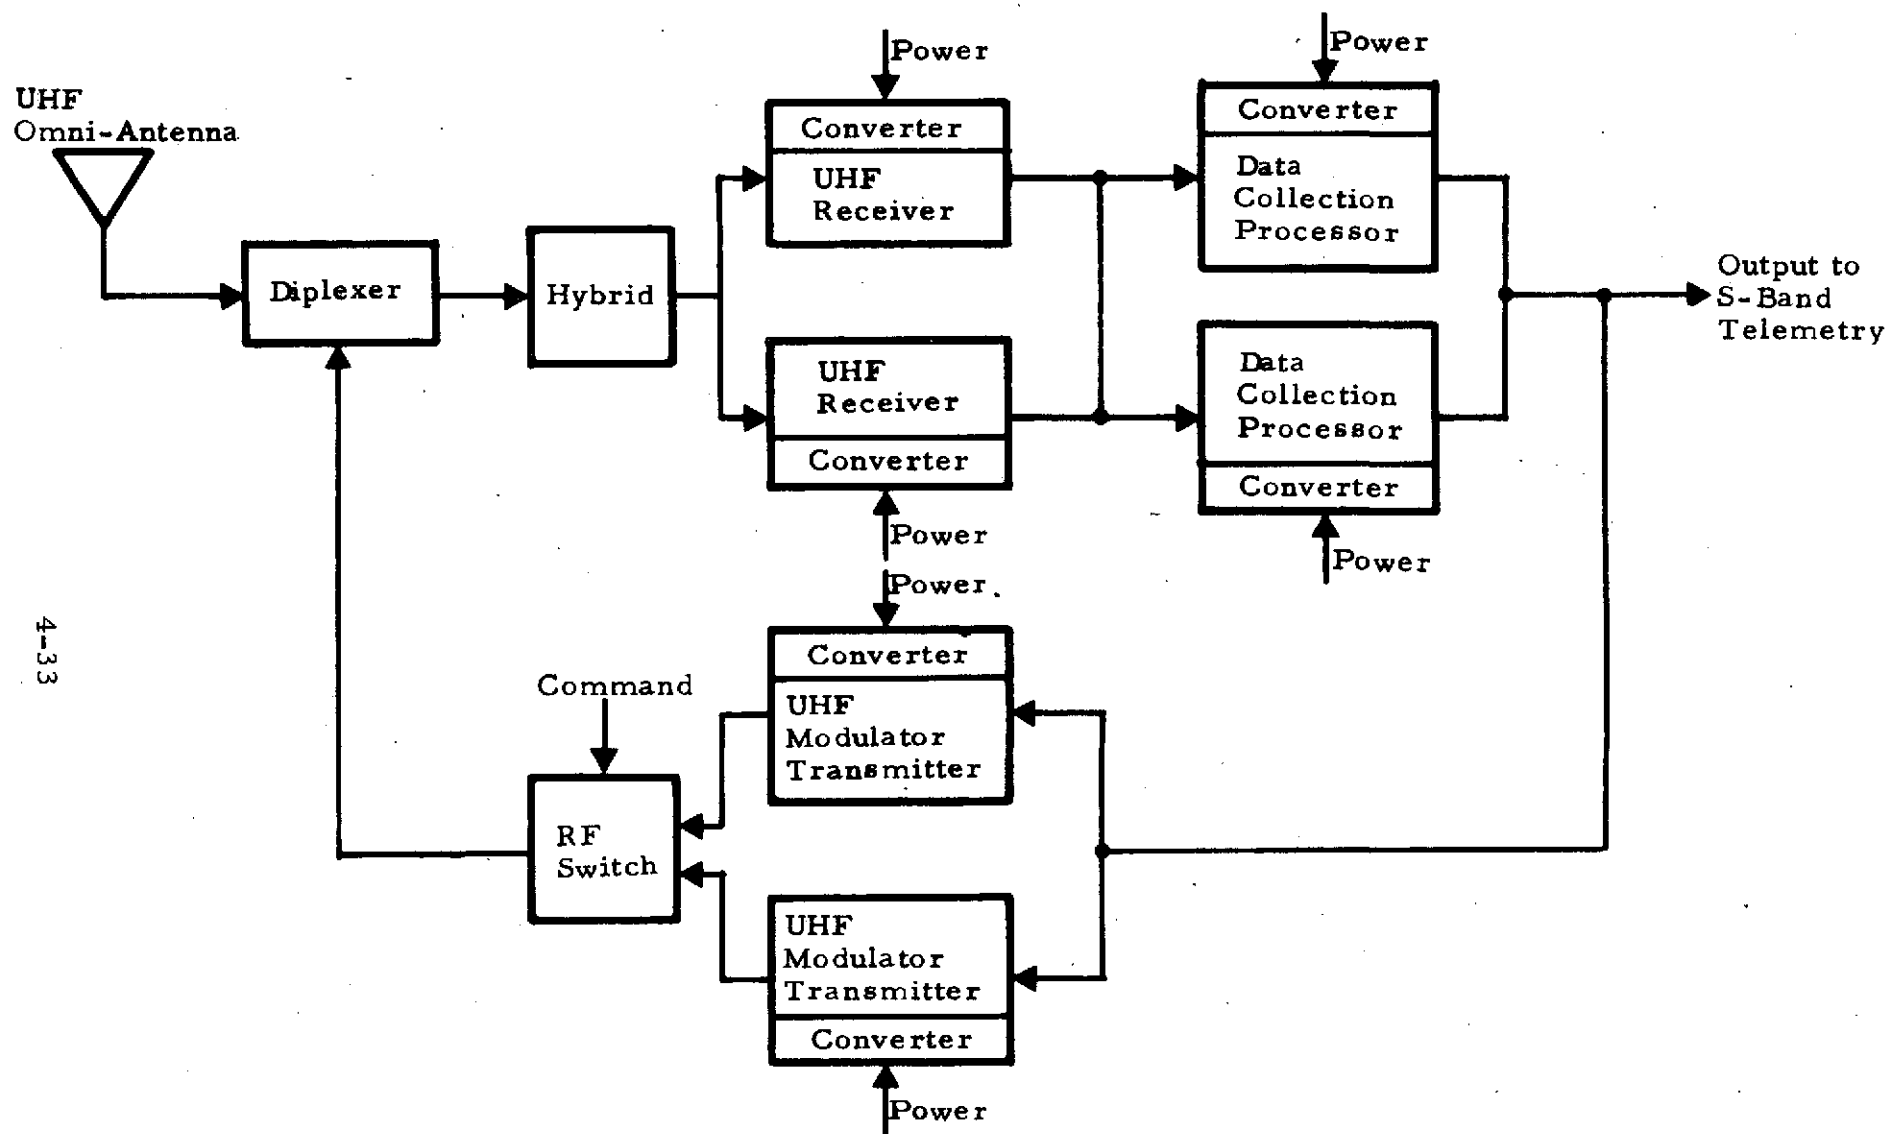 Power
Power
UHF
Omni-Antenna
Converter
UHF
Receiver
Converter
Data
Collection
Processor
Diplexer
Hybrid
Output to
S-Band
Telemetry
UHF
Receiver
Converter
Power
Data
Collection
Processor
Converter
Power
Power
4-33
Command
Converter
UHF
Modulator
Transmitter
RF
Switch
UHF
Modulator
Transmitter
Converter
Power